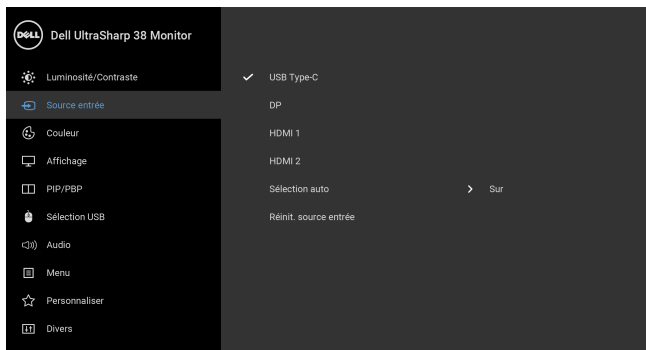 DELL Dell UltraSharp 38 Monitor
Luminosité/Contraste
USB Type-C
Source entrée
DP
Couleur
HDMI 1
Affichage
HDMI 2
PIP/PBP
Sélection auto
Sur
Sélection USB
Réinit. source entrée
Audio
Menu
Personnaliser
Divers